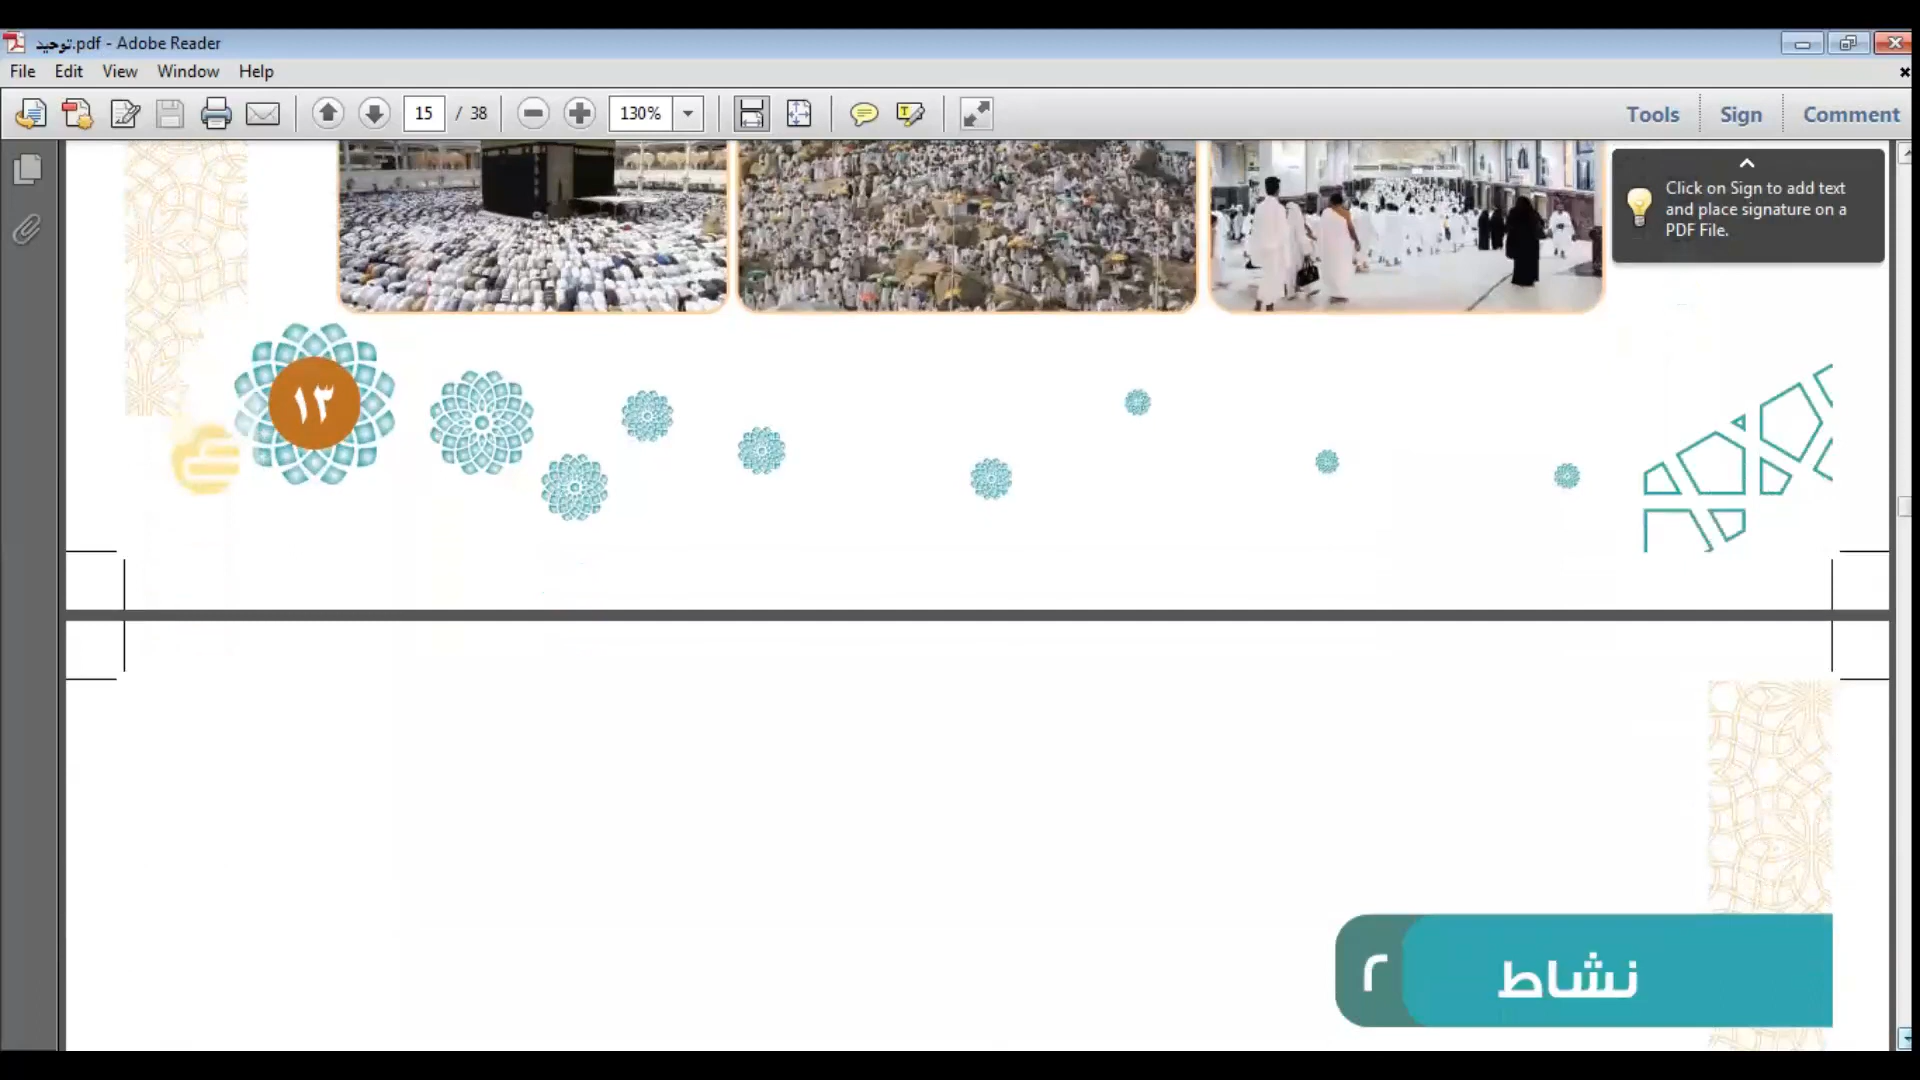 توحيد.pdf - Adobe Reader
File Edit View Window Help
15 / 38 130% Tools Sign Comment
Click on Sign to add text
and place signature on a
PDF File.
١٣
نشاط ٢